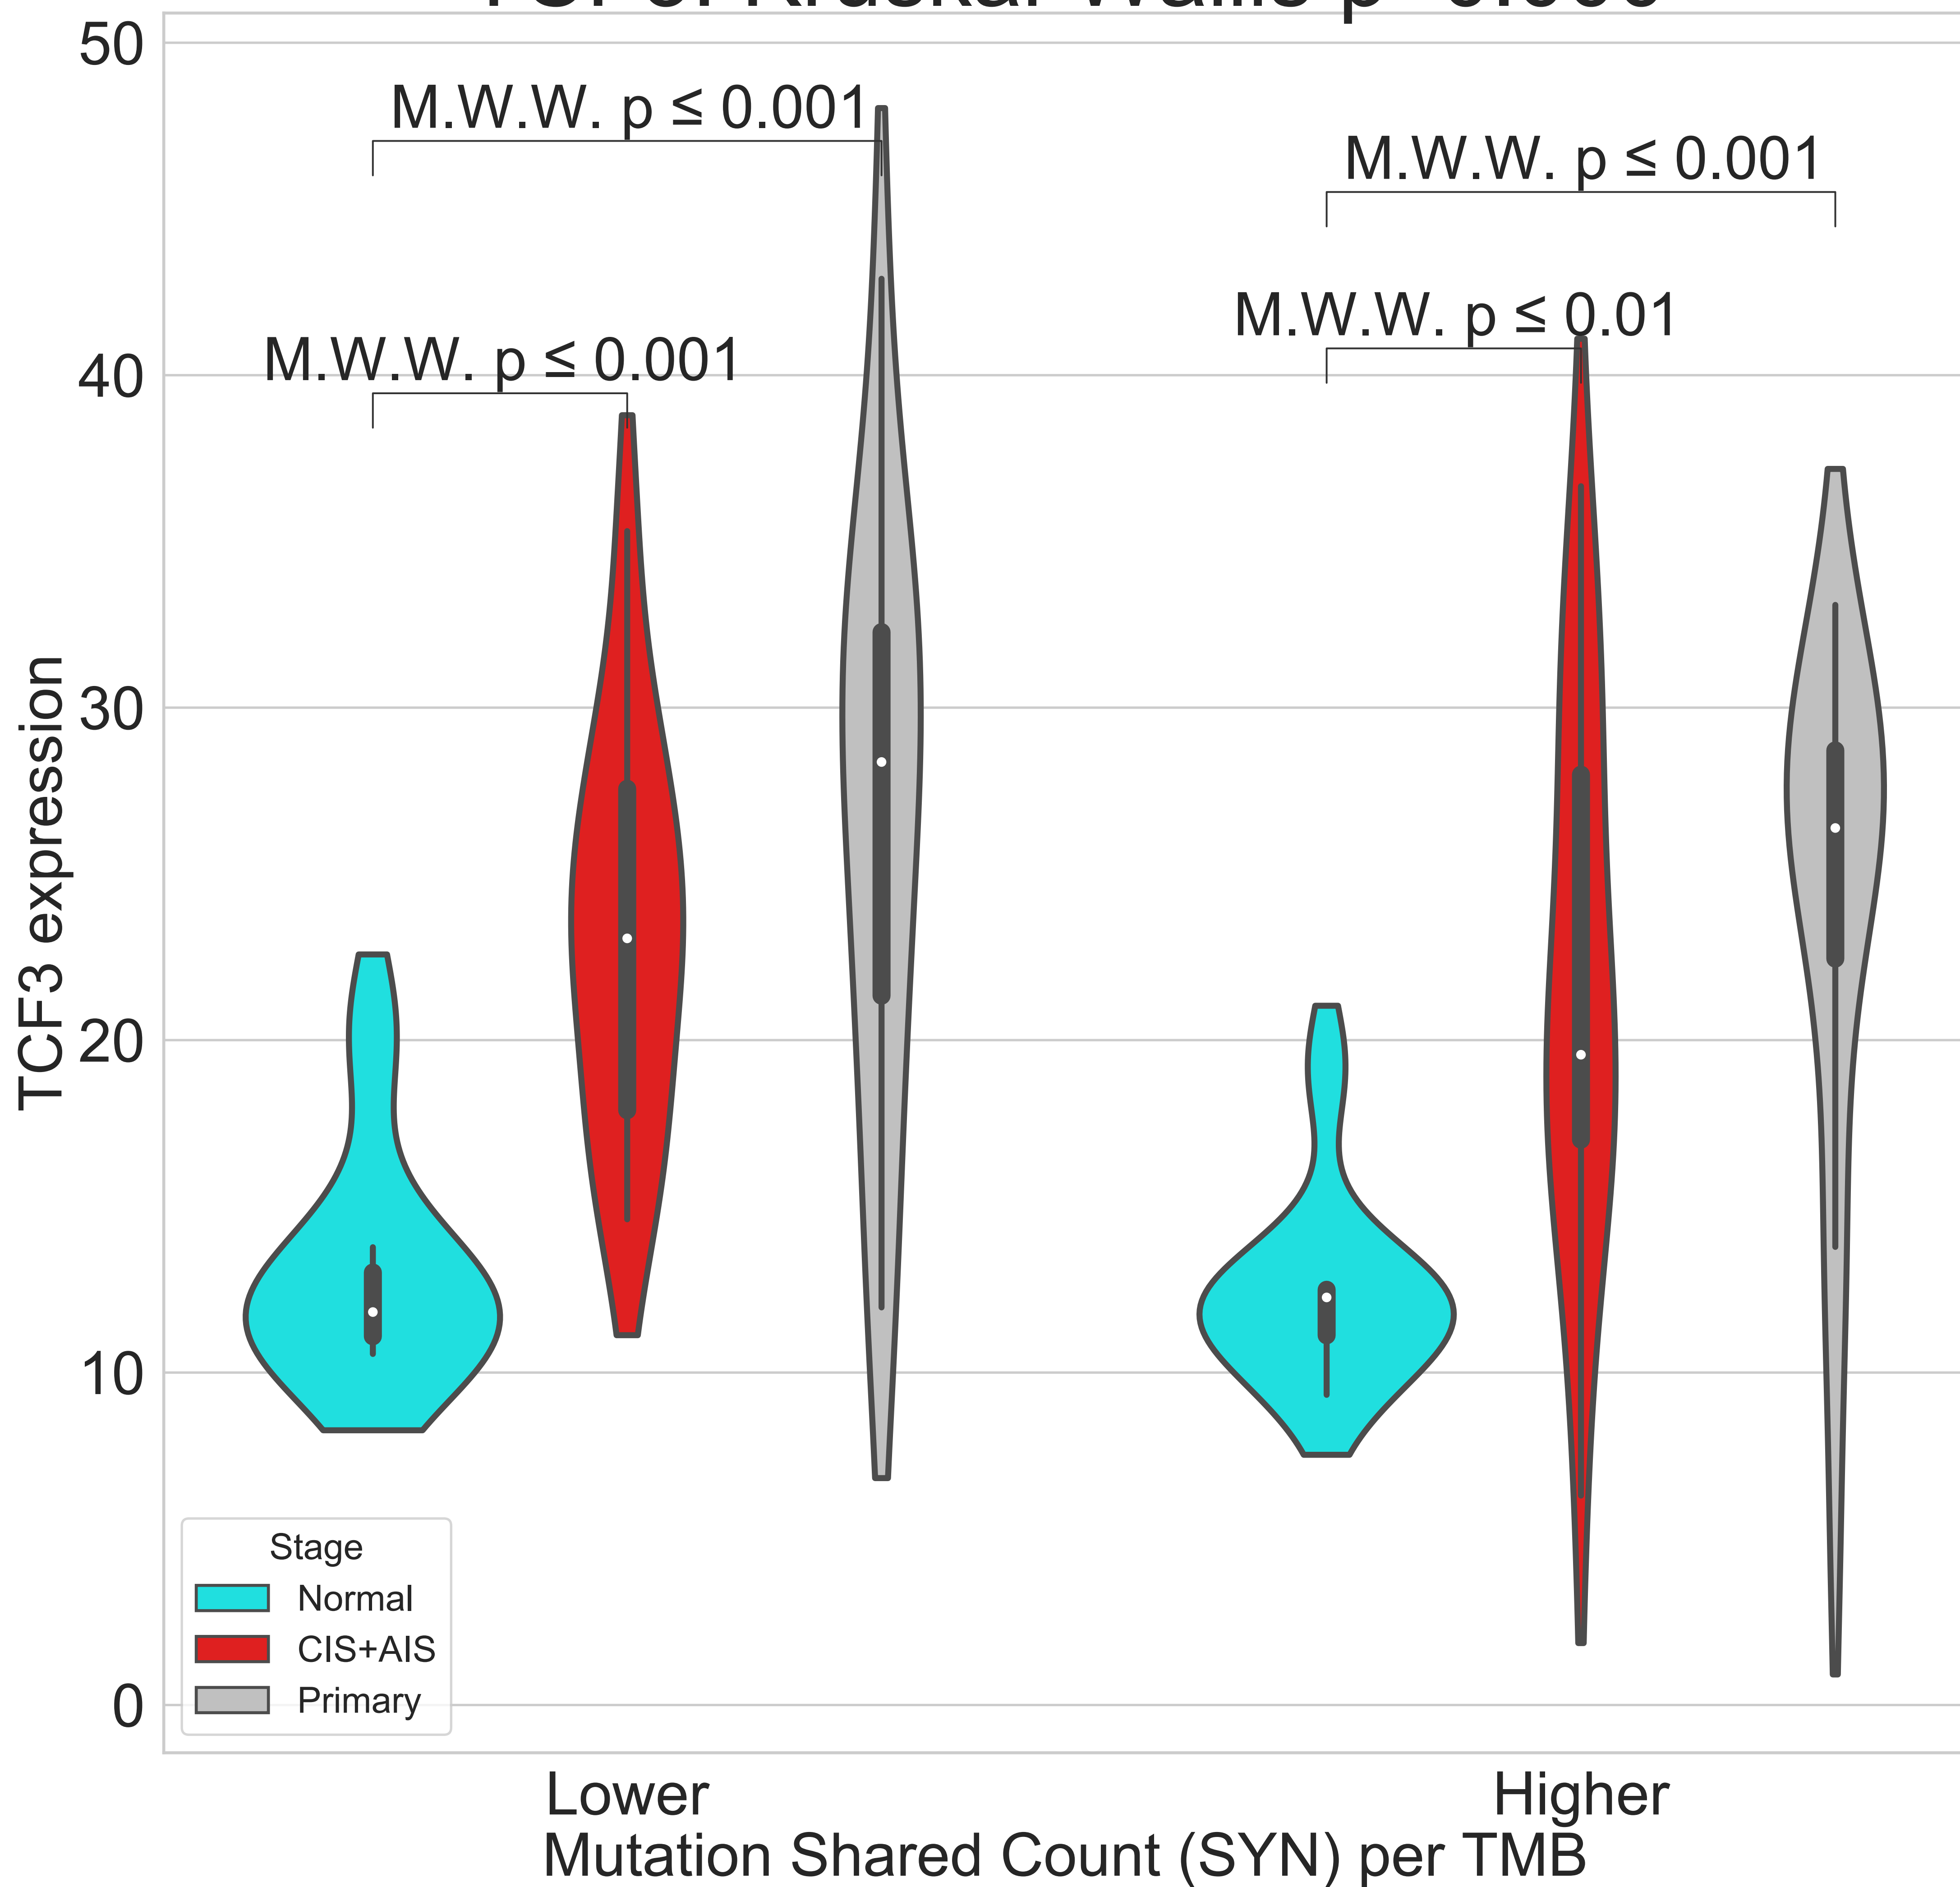 50
M.W.W. p ≤ 0.001
M.W.W. p ≤ 0.001
M.W.W. p ≤ 0.01
M.W.W. p ≤ 0.001
40
30
TCF3 expression
20
10
0
Stage
Normal
CIS+AIS
Primary
Lower
Higher
Mutation Shared Count (SYN) per TMB